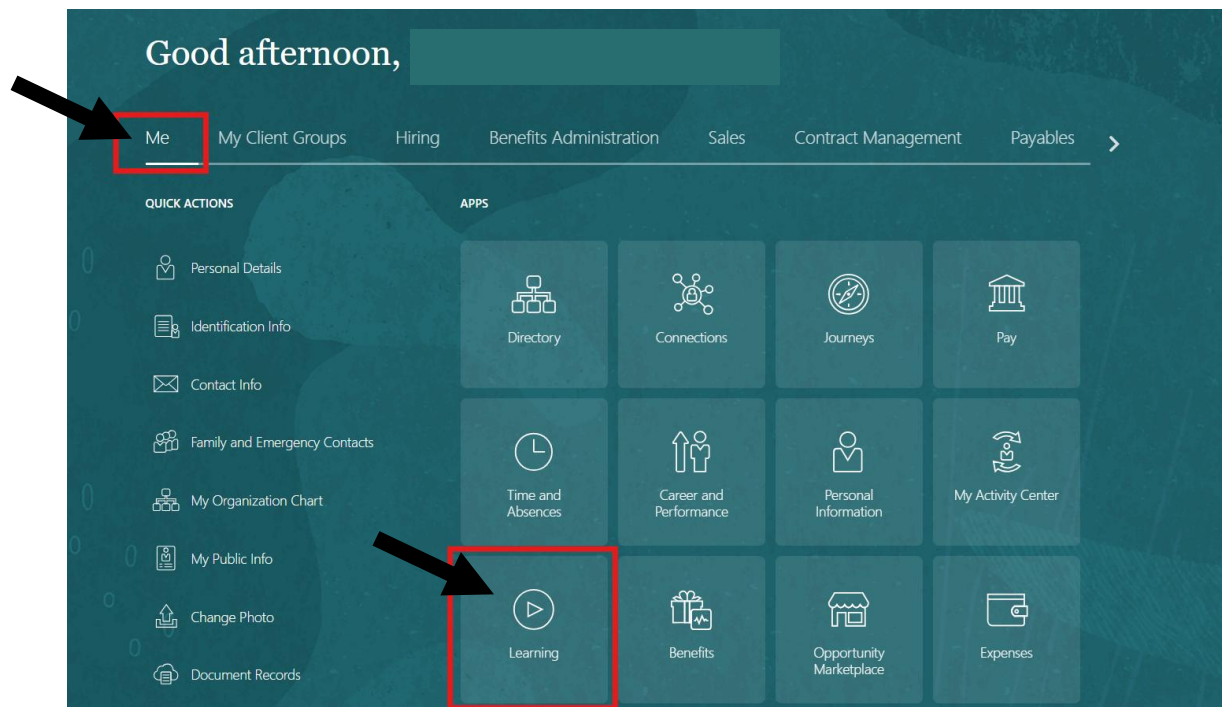 Good afternoon,
Me My Client Groups Hiring Benefits Administration Sales Contract Management Payables
QUICK ACTIONS
Personal Details
Identification Info
Contact Info
Family and Emergency Contacts
My Organization Chart
My Public Info
Change Photo
Document Records
APPS
Directory
Connections
Journeys
Pay
Time and
Absences
Career and
Performance
Personal
Information
My Activity Center
Learning
Benefits
Opportunity
Marketplace
Expenses